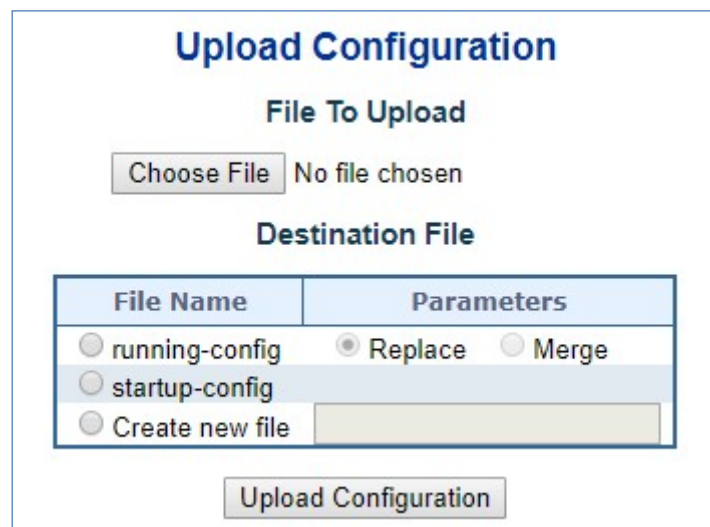 Upload Configuration
File To Upload
Choose File No file chosen
Destination File
File Name Parameters
running-config Replace Merge
startup-config
Create new file
Upload Configuration